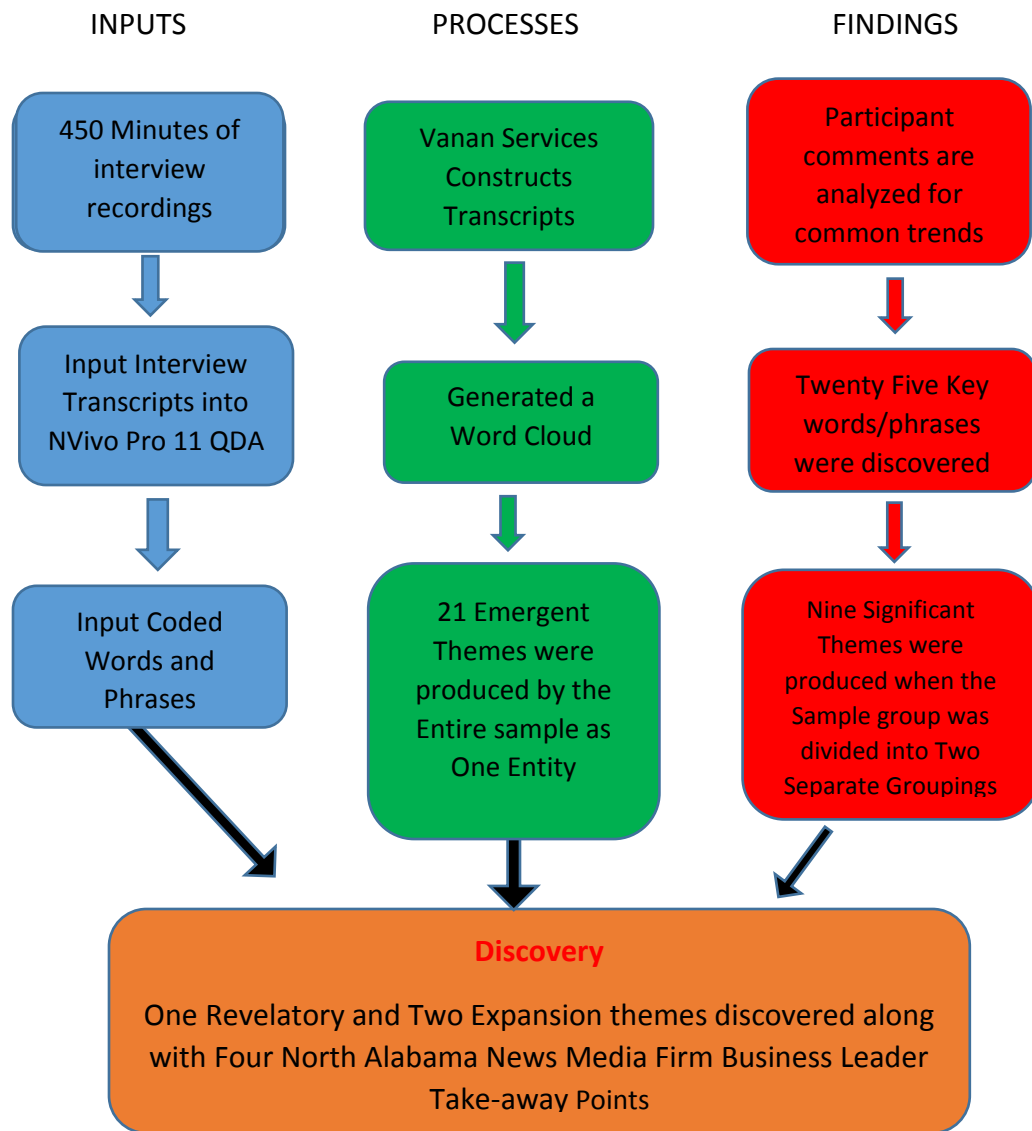 INPUTS
PROCESSES
FINDINGS
450 Minutes of
interview
recordings
Input Interview
Transcripts into
NVivo Pro 11 QDA
Input Coded
Words and
Phrases
Vanan Services
Constructs
Transcripts
Generated a
Word Cloud
21 Emergent
Themes were
produced by the
Entire sample as
One Entity
Participant
comments are
analyzed for
common trends
Twenty Five Key
words/phrases
were discovered
Nine Significant
Themes were
produced when the
Sample group was
divided into Two
Separate Groupings
Discovery
One Revelatory and Two Expansion themes discovered along
with Four North Alabama News Media Firm Business Leader
Take-away Points